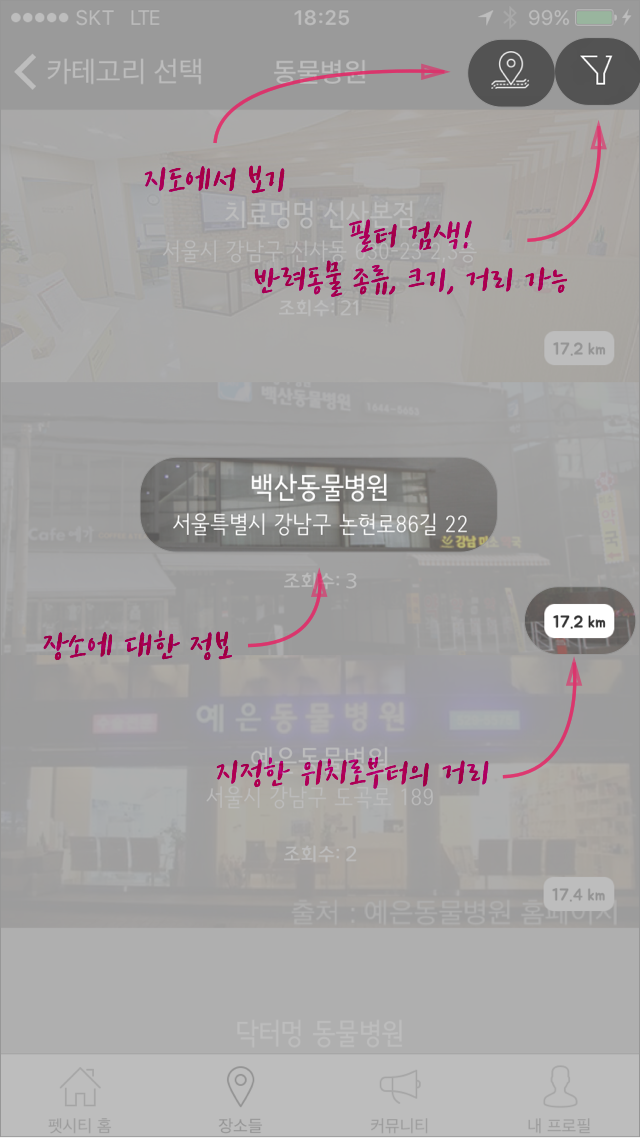 SKT LTE 18:25 99%
카테고리 선택 동물병원
지도에서 보기
치료멍멍 신사본점
필터 검색!
서울시 강남구 신사동 630-23 2,3층
반려동물 종류, 크기, 거리 가능
조회수: 21
17.2 km
백산동물병원
백산동물병원
서울특별시 강남구 논현로86길 22
조회수: 3
17.2 km
장소에 대한 정보
예은동물병원
예은동물병원
지정한 위치로부터의 거리
서울시 강남구 도곡로 189
조회수: 2
17.4 km
출처 : 예은동물병원 홈페이지
닥터멍 동물병원
펫시티 홈 장소들 커뮤니티 내 프로필